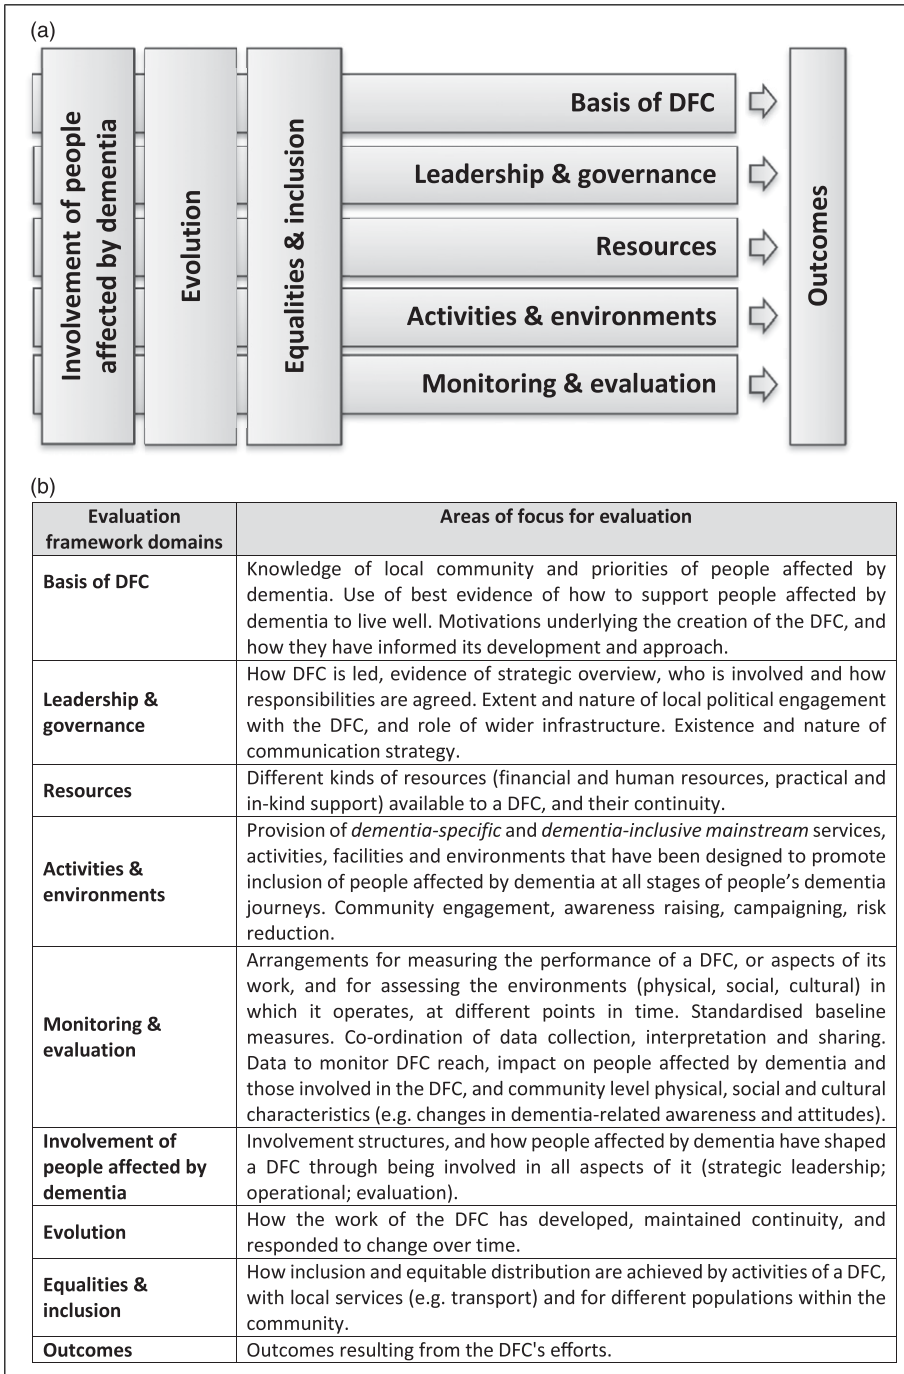 (a)
Involvement of people
affected by dementia
Evolution
Equalities & inclusion
Basis of DFC
Leadership & governance
Resources
Activities & environments
Monitoring & evaluation
Outcomes
(b)
Evaluation
framework domains
Areas of focus for evaluation
Basis of DFC
Knowledge of local community and priorities of people affected by
dementia. Use of best evidence of how to support people affected by
dementia to live well. Motivations underlying the creation of the DFC, and
how they have informed its development and approach.
Leadership &
governance
How DFC is led, evidence of strategic overview, who is involved and how
responsibilities are agreed. Extent and nature of local political engagement
with the DFC, and role of wider infrastructure. Existence and nature of
communication strategy.
Resources
Different kinds of resources (financial and human resources, practical and
in-kind support) available to a DFC, and their continuity.
Activities &
environments
Provision of dementia-specific and dementia-inclusive mainstream services,
activities, facilities and environments that have been designed to promote
inclusion of people affected by dementia at all stages of people’s dementia
journeys. Community engagement, awareness raising, campaigning, risk
reduction.
Monitoring &
evaluation
Arrangements for measuring the performance of a DFC, or aspects of its
work, and for assessing the environments (physical, social, cultural) in
which it operates, at different points in time. Standardised baseline
measures. Co-ordination of data collection, interpretation and sharing.
Data to monitor DFC reach, impact on people affected by dementia and
those involved in the DFC, and community level physical, social and cultural
characteristics (e.g. changes in dementia-related awareness and attitudes).
Involvement of
people affected by
dementia
Involvement structures, and how people affected by dementia have shaped
a DFC through being involved in all aspects of it (strategic leadership;
operational; evaluation).
Evolution
How the work of the DFC has developed, maintained continuity, and
responded to change over time.
Equalities &
inclusion
How inclusion and equitable distribution are achieved by activities of a DFC,
with local services (e.g. transport) and for different populations within the
community.
Outcomes
Outcomes resulting from the DFC's efforts.